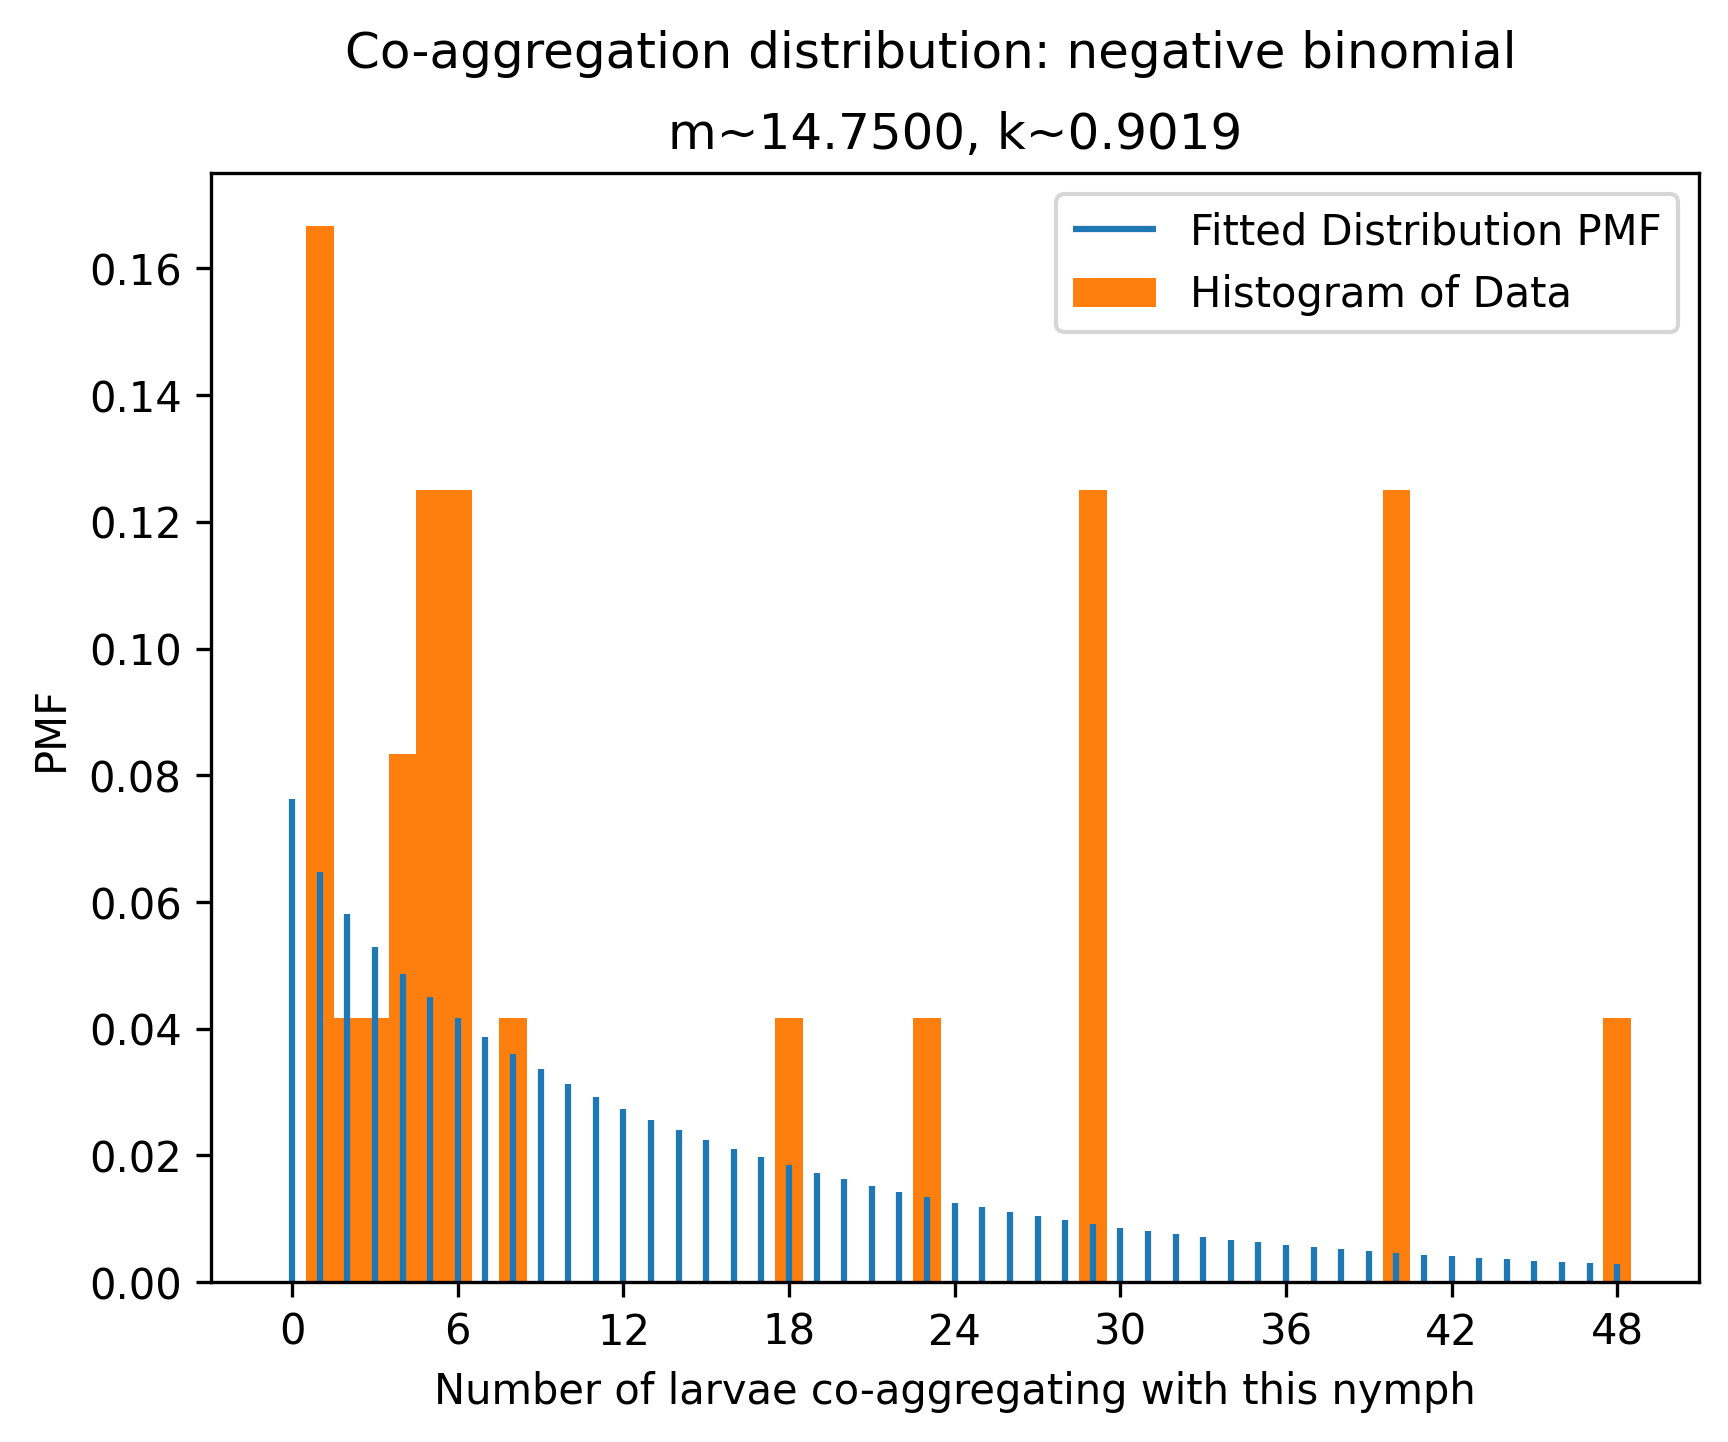 Co-aggregation distribution: negative binomial
m~14.7500, k~0.9019
Fitted Distribution PMF
Histogram of Data
PMF
0.16
0.14
0.12
0.10
0.08
0.06
0.04
0.02
0.00
0 6 12 18 24 30 36 42 48
Number of larvae co-aggregating with this nymph